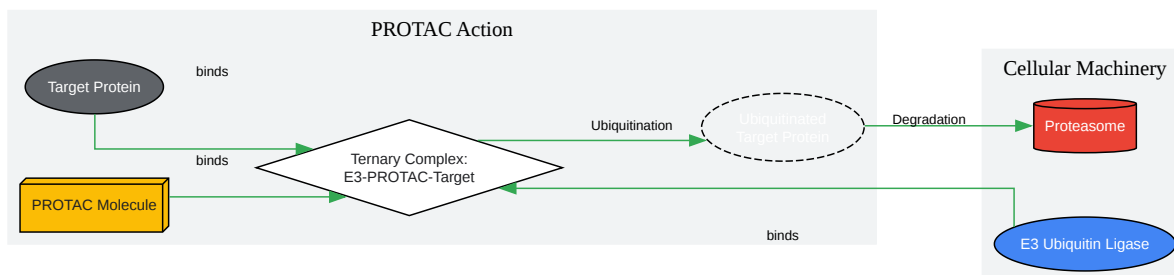 PROTAC Action
Cellular Machinery
binds
Target Protein
Ubiquitinated
Target Protein
Ubiquitination
Degradation
Proteasome
binds
Ternary Complex:
E3-PROTAC-Target
PROTAC Molecule
binds
E3 Ubiquitin Ligase